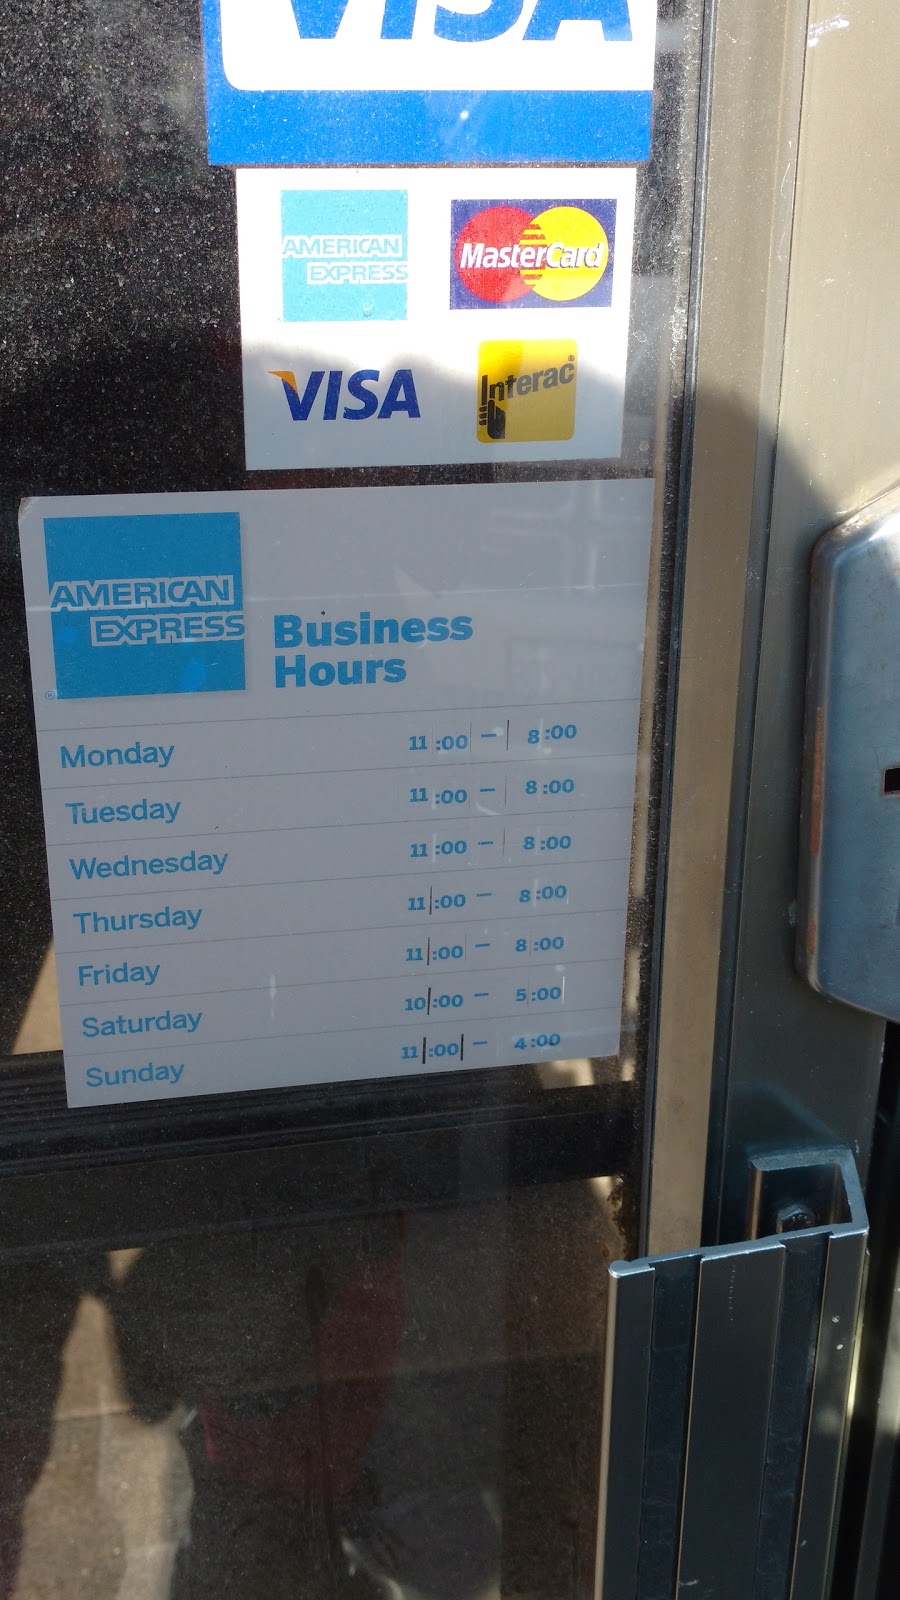 VISA
AMERICAN
EXPRESS
MasterCard
VISA
Interac®
AMERICAN
EXPRESS
®
Business
Hours
Monday 11:00 – 8:00
Tuesday 11:00 – 8:00
Wednesday 11:00 – 8:00
Thursday 11:00 – 8:00
Friday 11:00 – 8:00
Saturday 10:00 – 5:00
Sunday 11:00 – 4:00